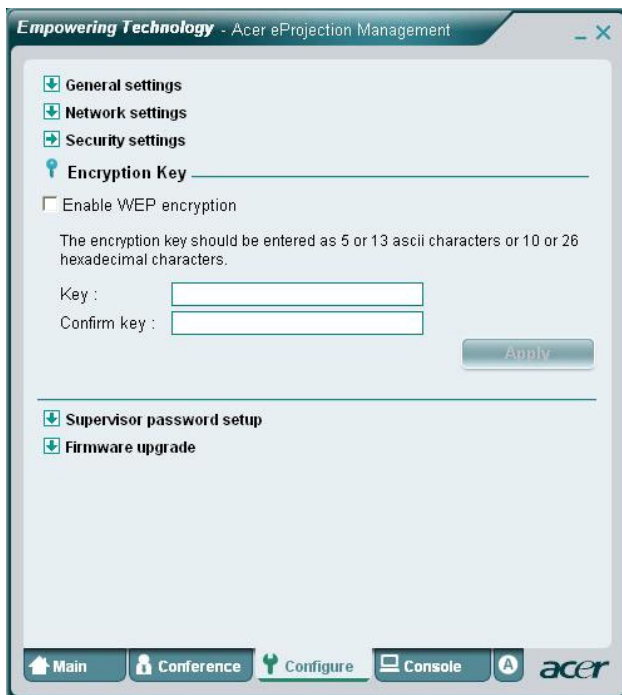 Empowering Technology - Acer eProjection Management
General settings
Network settings
Security settings
Encryption Key
Enable WEP encryption
The encryption key should be entered as 5 or 13 ascii characters or 10 or 26
hexadecimal characters.
Key :
Confirm key :
Apply
Supervisor password setup
Firmware upgrade
Main Conference Configure Console A acer